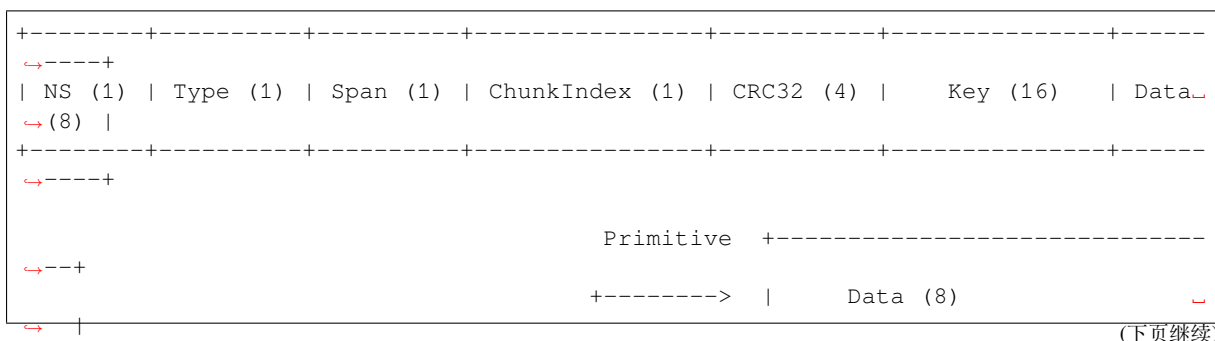 +--------+----------+----------+---------------+-----------+--------------+------
↪----+
| NS (1) | Type (1) | Span (1) | ChunkIndex (1) | CRC32 (4) |    Key (16)    | Data␣
↪(8) |
+--------+----------+----------+---------------+-----------+--------------+------
↪----+
Primitive  +-----------------------------
↪--+
+--------> |     Data (8)                 ␣
↪  |
(下页继续)